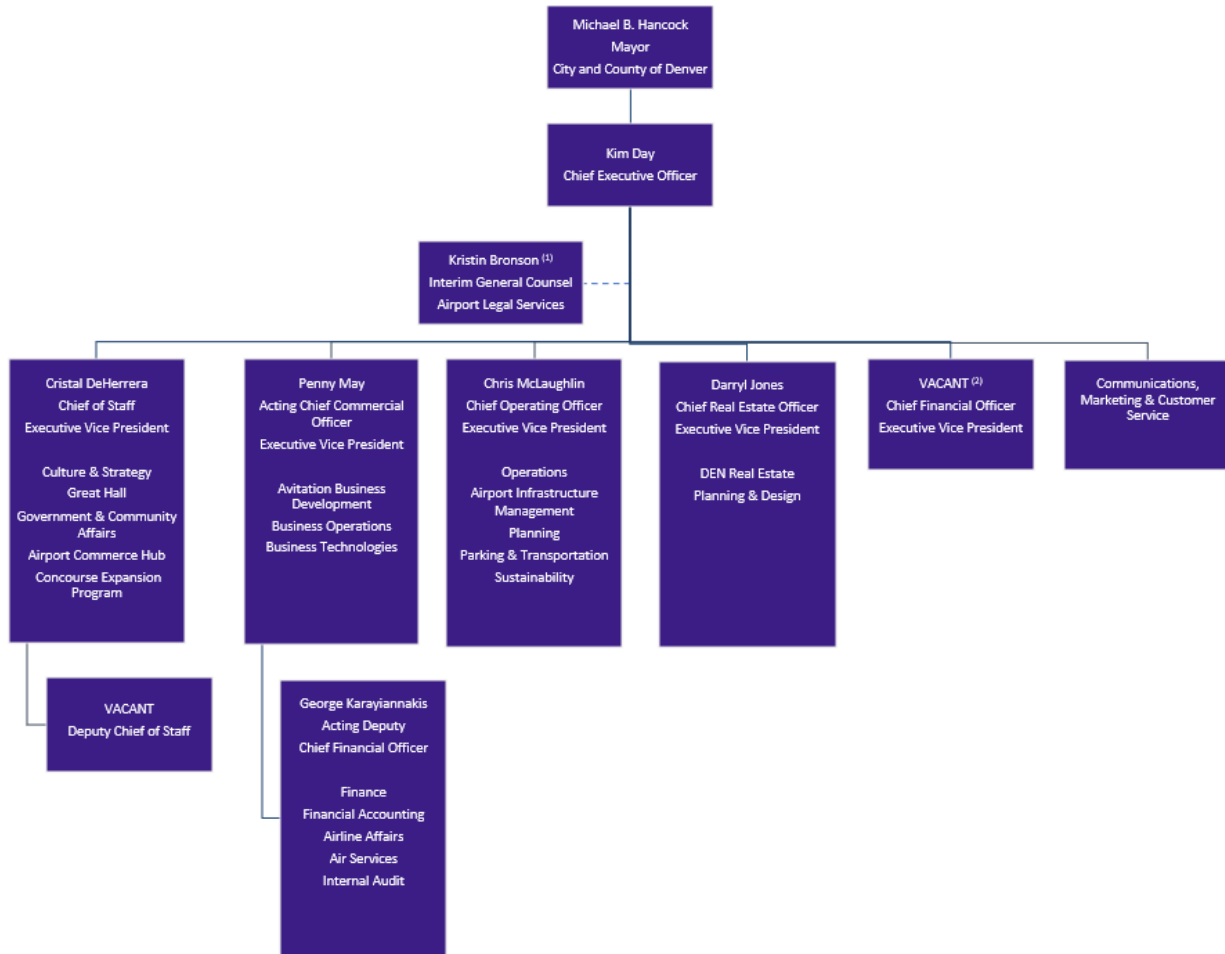 Michael B. Hancock
Mayor
City and County of Denver
Kim Day
Chief Executive Officer
Kristin Bronson (1)
Interim General Counsel
Airport Legal Services
Cristal DeHerrera
Chief of Staff
Executive Vice President
Culture & Strategy
Great Hall
Government & Community
Affairs
Airport Commerce Hub
Concourse Expansion
Program
Penny May
Acting Chief Commercial
Officer
Executive Vice President
Avitation Business
Development
Business Operations
Business Technologies
Chris McLaughlin
Chief Operating Officer
Executive Vice President
Operations
Airport Infrastructure
Management
Planning
Parking & Transportation
Sustainability
Darryl Jones
Chief Real Estate Officer
Executive Vice President
DEN Real Estate
Planning & Design
VACANT (2)
Chief Financial Officer
Executive Vice President
Communications,
Marketing & Customer
Service
VACANT
Deputy Chief of Staff
George Karayiannakis
Acting Deputy
Chief Financial Officer
Finance
Financial Accounting
Airline Affairs
Air Services
Internal Audit